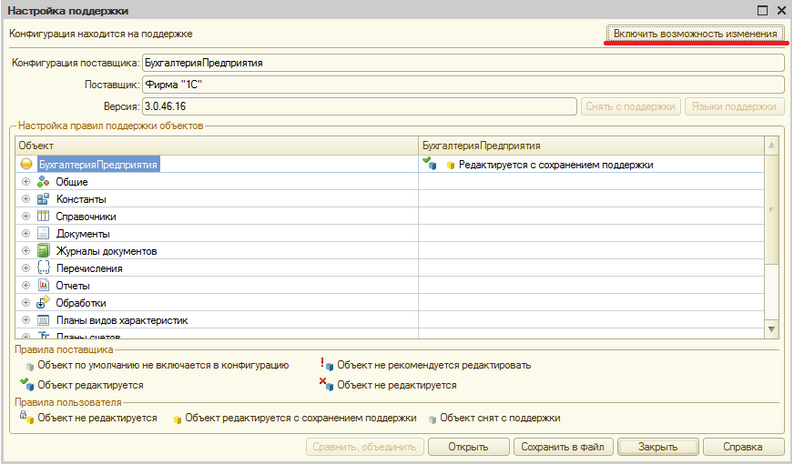 Настройка поддержки
Конфигурация находится на поддержке
Включить возможность изменения
Конфигурация поставщика: БухгалтерияПредприятия
Поставщик: Фирма "1С"
Версия: 3.0.46.16
Снять с поддержки
Языки поддержки
Настройка правил поддержки объектов
Объект БухгалтерияПредприятия
БухгалтерияПредприятия Редактируется с сохранением поддержки
Общие
Константы
Справочники
Документы
Журналы документов
Перечисления
Отчеты
Обработки
Планы видов характеристик
Планы счетов
Правила поставщика
Объект по умолчанию не включается в конфигурацию Объект не рекомендуется редактировать
Объект редактируется Объект не редактируется
Правила пользователя
Объект не редактируется Объект редактируется с сохранением поддержки Объект снят с поддержки
Сравнить, объединить Открыть Сохранить в файл Закрыть Справка